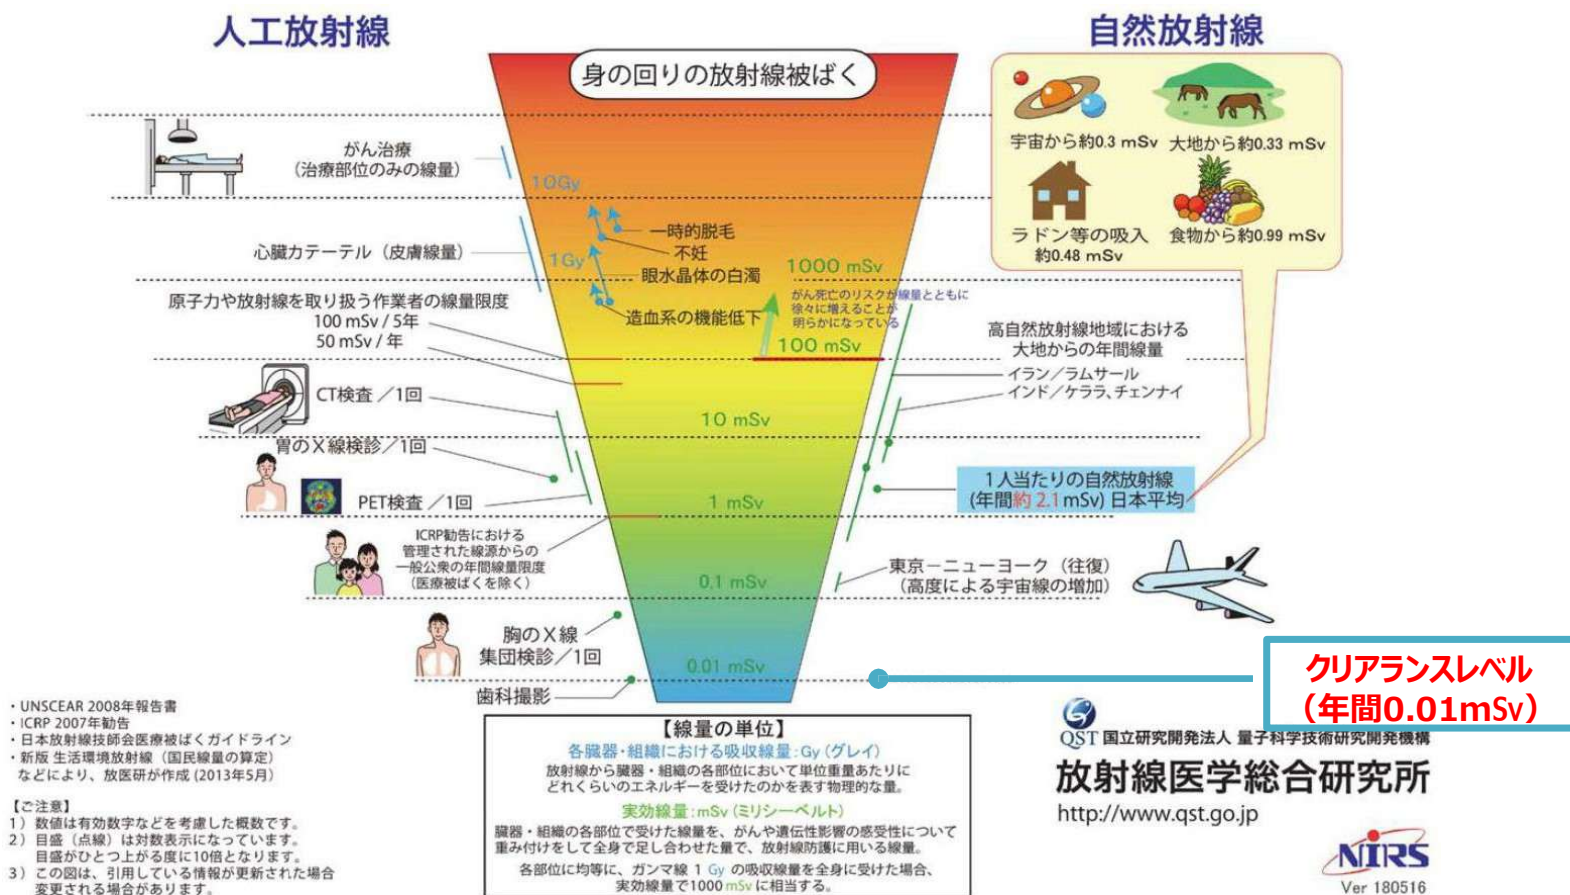 人工放射線
自然放射線
身の回りの放射線被ばく
がん治療
(治療部位のみの線量)
10Gy
心臓カテーテル (皮膚線量)
1Gy
一時的脱毛
不妊
眼水晶体の白濁
造血系の機能低下
原子力や放射線を取り扱う作業者の線量限度
100 mSv / 5年
50 mSv / 年
1000 mSv
がん死亡のリスクが線量とともに
徐々に増えることが
明らかになっている
100 mSv
CT検査 /1回
10 mSv
胃のX線検診/1回
PET検査 /1回
1 mSv
ICRP勧告における
管理された線源からの
一般公衆の年間線量限度
(医療被ばくを除く)
0.1 mSv
胸のX線
集団検診/1回
0.01 mSv
歯科撮影
宇宙から約0.3 mSv
大地から約0.33 mSv
ラドン等の吸入
約0.48 mSv
食物から約0.99 mSv
高自然放射線地域における
大地からの年間線量
イラン/ラムサール
インド/ケララ、チェンナイ
1人当たりの自然放射線
(年間約 2.1mSv) 日本平均
東京-ニューヨーク (往復)
(高度による宇宙線の増加)
クリアランスレベル
(年間0.01mSv)
・UNSCEAR 2008年報告書
・ICRP 2007年勧告
・日本放射線技師会医療被ばくガイドライン
・新版 生活環境放射線 (国民線量の算定)
などにより、放医研が作成 (2013年5月)
【ご注意】
1) 数値は有効数字などを考慮した概数です。
2) 目盛 (点線) は対数表示になっています。
目盛がひとつ上がる度に10倍となります。
3) この図は、引用している情報が更新された場合
変更される場合があります。
【線量の単位】
各臓器・組織における吸収線量:Gy (グレイ)
放射線から臓器・組織の各部位において単位重量あたりに
どれくらいのエネルギーを受けたのかを表す物理的な量。
実効線量:mSv (ミリシーベルト)
臓器・組織の各部位で受けた線量を、がんや遺伝性影響の感受性について
重み付けをして全身で足し合わせた量で、放射線防護に用いる線量。
各部位に均等に、ガンマ線 1 Gy の吸収線量を全身に受けた場合、
実効線量で1000 mSv に相当する。
QST 国立研究開発法人 量子科学技術研究開発機構
放射線医学総合研究所
http://www.qst.go.jp
NIRS
Ver 180516